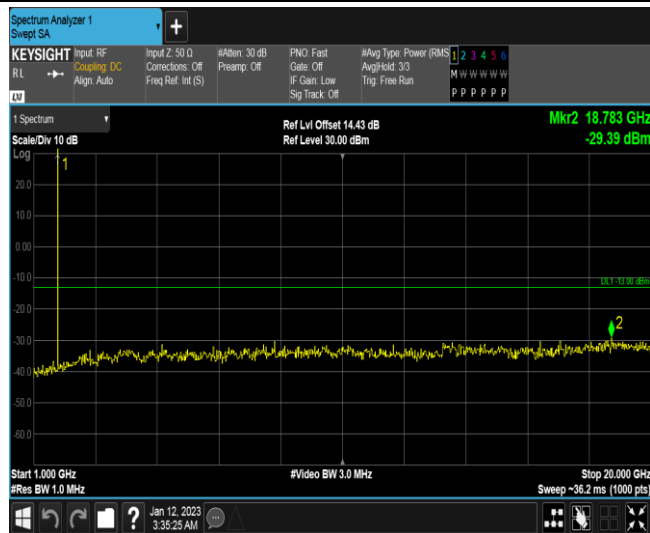 Spectrum Analyzer 1
Swept SA
+
KEYSIGHT
RL
LXI
Input: RF
Coupling: DC
Align: Auto
Input Z: 50 Ω
Corrections: Off
Freq Ref: Int (S)
#Atten: 30 dB
Preamp: Off
PNO: Fast
Gate: Off
IF Gain: Low
Sig Track: Off
#Avg Type: Power (RMS
Avg|Hold: 3/3
Trig: Free Run
1 2 3 4 5 6
M W W W W W
P P P P P P
1 Spectrum
Scale/Div 10 dB
Log
Ref Lvl Offset 14.43 dB
Ref Level 30.00 dBm
Mkr2 18.783 GHz
-29.39 dBm
1
20.0
10.0
0.00
-10.0
DL1 -13.00 dBm
-20.0
2
-30.0
-40.0
-50.0
-60.0
Start 1.000 GHz
#Video BW 3.0 MHz
Stop 20.000 GHz
#Res BW 1.0 MHz
Sweep ~36.2 ms (1000 pts)
?
Jan 12, 2023
3:35:25 AM